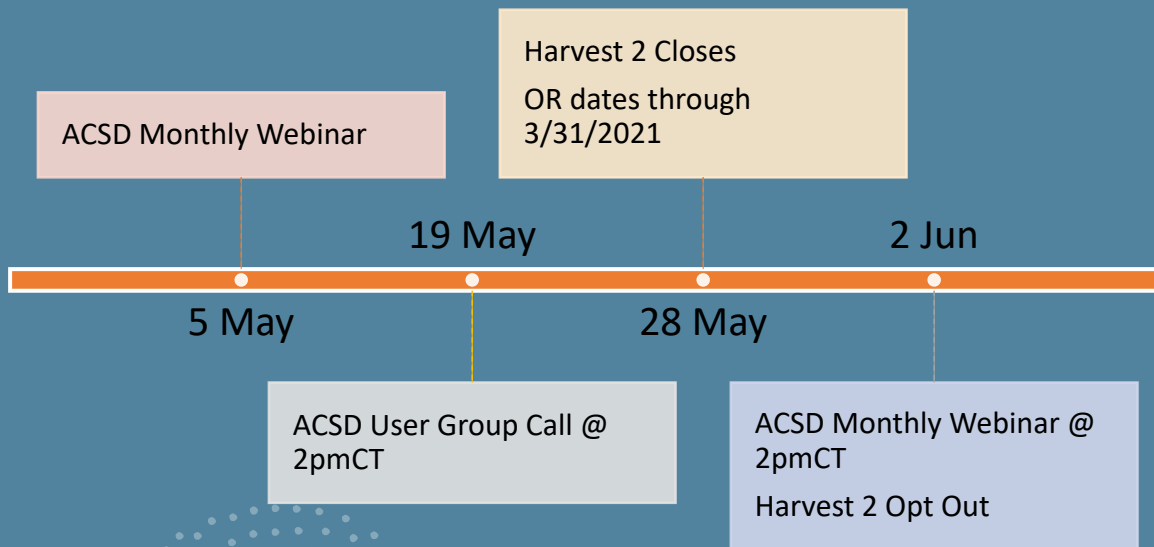 Harvest 2 Closes
OR dates through
3/31/2021
ACSD Monthly Webinar
19 May
2 Jun
5 May
28 May
ACSD User Group Call @
2pmCT
ACSD Monthly Webinar @
2pmCT
Harvest 2 Opt Out